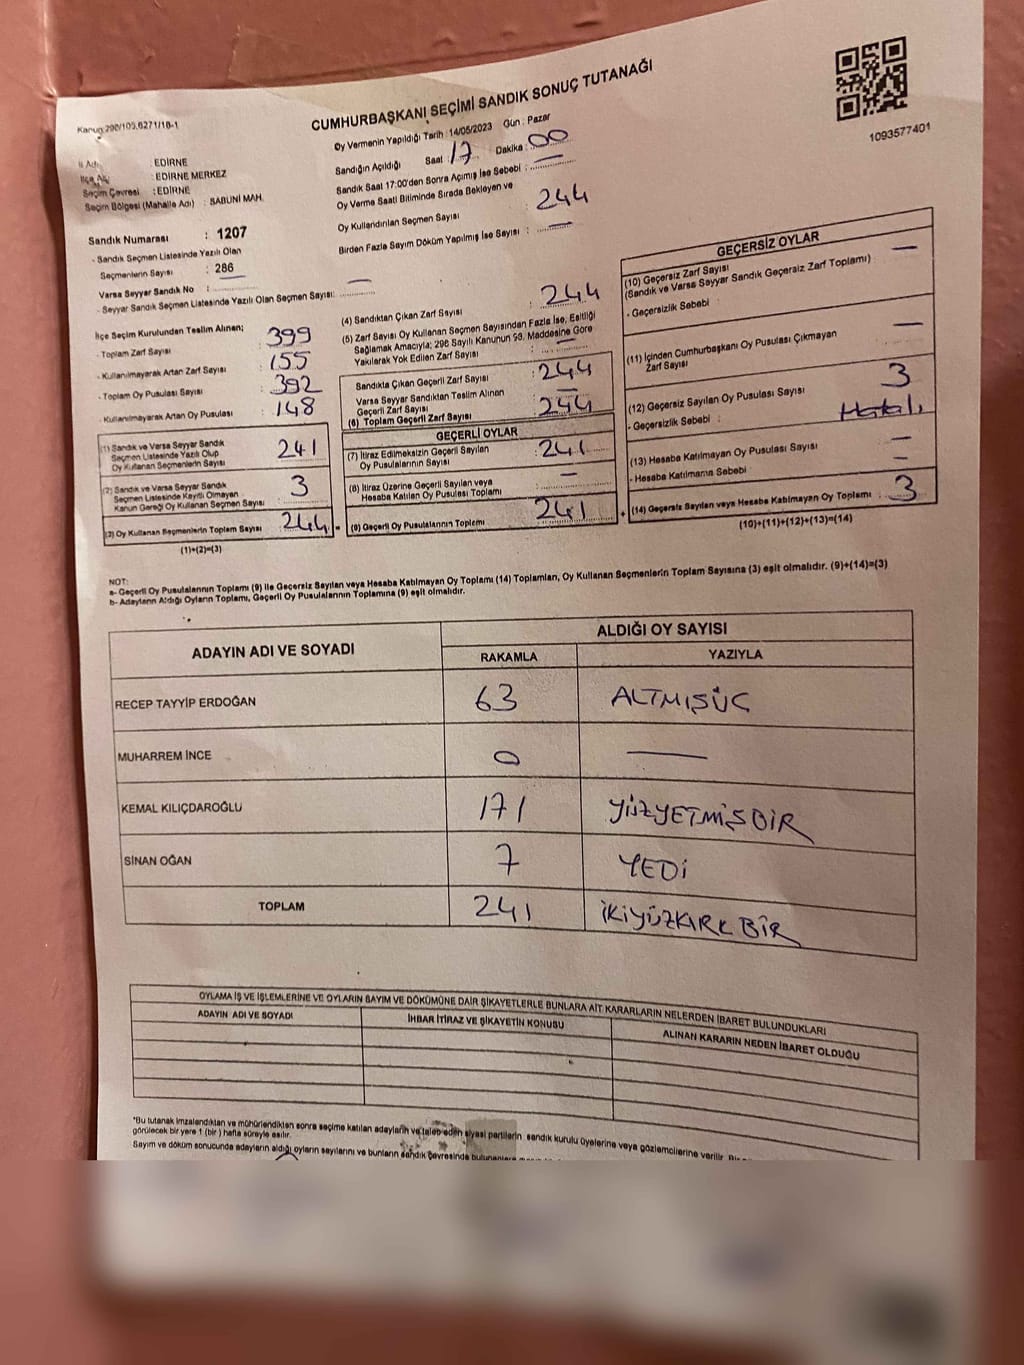 CUMHURBAŞKANI SEÇİMİ SANDIK SONUÇ TUTANAĞI
1093577401
Kanun 298/109,6271/18-1
İl Adı : EDİRNE
İlçe Adı : EDİRNE MERKEZ
Seçim Çevresi : EDİRNE
Seçim Bölgesi (Mahalle Adı) : SABUNİ MAH.
Sandık Numarası : 1207
- Sandık Seçmen Listesinde Yazılı Olan
Seçmenlerin Sayısı : 286
Varsa Seyyar Sandık No :
- Seyyar Sandık Seçmen Listesinde Yazılı Olan Seçmen Sayısı:
Oy Vermenin Yapıldığı Tarih : 14/05/2023 Gün : Pazar
Sandığın Açıldığı Saat : 17 Dakika : 00
Sandık Saat 17:00'den Sonra Açımış İse Sebebi : —
Oy Verme Saati Bitiminde Sırada Bekleyen ve
Oy Kullandırılan Seçmen Sayısı : 244
Birden Fazla Sayım Döküm Yapılmış İse Sayısı : —
İlçe Seçim Kurulundan Teslim Alınan;
- Toplam Zarf Sayısı : 399
- Kullanılmayarak Artan Zarf Sayısı : 155
- Toplam Oy Pusulası Sayısı : 392
- Kullanılmayarak Artan Oy Pusulası : 148
(1) Sandık ve Varsa Seyyar Sandık
Seçmen Listesinde Yazılı Olup
Oy Kullanan Seçmenlerin Sayısı 241
(2) Sandık ve Varsa Seyyar Sandık
Seçmen Listesinde Kayıtlı Olmayan
Kanun Gereği Oy Kullanan Seçmen Sayısı 3
(3) Oy Kullanan Seçmenlerin Toplam Sayısı 244
(1)+(2)=(3)
(4) Sandıktan Çıkan Zarf Sayısı : 244
(5) Zarf Sayısı Oy Kullanan Seçmen Sayısından Fazla İse, Eşitliği
Sağlamak Amacıyla; 298 Sayılı Kanunun 98. Maddesine Göre
Yakılarak Yok Edilen Zarf Sayısı : —
Sandıkta Çıkan Geçerli Zarf Sayısı : 244
Varsa Seyyar Sandıktan Teslim Alınan
Geçerli Zarf Sayısı : —
(6) Toplam Geçerli Zarf Sayısı : 244
GEÇERLİ OYLAR
(7) İtiraz Edilmeksizin Geçerli Sayılan
Oy Pusulalarının Sayısı : 241
(8) İtiraz Üzerine Geçerli Sayılan veya
Hesaba Katılan Oy Pusulası Toplamı : —
(9) Geçerli Oy Pusulalarının Toplamı : 241
GEÇERSİZ OYLAR
(10) Geçersiz Zarf Sayısı
(Sandık ve Varsa Seyyar Sandık Geçersiz Zarf Toplamı) : —
- Geçersizlik Sebebi :
(11) İçinden Cumhurbaşkanı Oy Pusulası Çıkmayan
Zarf Sayısı : —
(12) Geçersiz Sayılan Oy Pusulası Sayısı : 3
- Geçersizlik Sebebi : Hatalı
(13) Hesaba Katılmayan Oy Pusulası Sayısı : —
- Hesaba Katılmama Sebebi : —
(14) Geçersiz Sayılan veya Hesaba Katılmayan Oy Toplamı : 3
(10)+(11)+(12)+(13)=(14)
NOT:
a- Geçerli Oy Pusulalarının Toplamı (9) ile Geçersiz Sayılan veya Hesaba Katılmayan Oy Toplamı (14) Toplamları, Oy Kullanan Seçmenlerin Toplam Sayısına (3) eşit olmalıdır. (9)+(14)=(3)
b- Adayların Aldığı Oyların Toplamı, Geçerli Oy Pusulalarının Toplamına (9) eşit olmalıdır.
ADAYIN ADI VE SOYADI ALDIĞI OY SAYISI
RAKAMLA YAZIYLA
RECEP TAYYİP ERDOĞAN 63 ALTMIŞÜÇ
MUHARREM İNCE 0 —
KEMAL KILIÇDAROĞLU 171 YÜZYETMİŞBİR
SİNAN OĞAN 7 YEDİ
TOPLAM 241 İKİYÜZKIRK BİR
OYLAMA İŞ VE İŞLEMLERİNE VE OYLARIN SAYIM VE DÖKÜMÜNE DAİR ŞİKAYETLERLE BUNLARA AİT KARARLARIN NELERDEN İBARET BULUNDUKLARI
ADAYIN ADI VE SOYADI İHBAR İTİRAZ VE ŞİKAYETİN KONUSU ALINAN KARARIN NEDEN İBARET OLDUĞU
*Bu tutanak imzalandıktan ve mühürlendikten sonra seçime katılan adayların ve talep eden siyasi partilerin sandık kurulu üyelerine veya gözlemcilerine verilir.
görülecek bir yere 1 (bir) hafta süreyle asılır.
Sayım ve döküm sonucunda adayların aldığı oyların sayılarını ve bunların sandık çevresinde